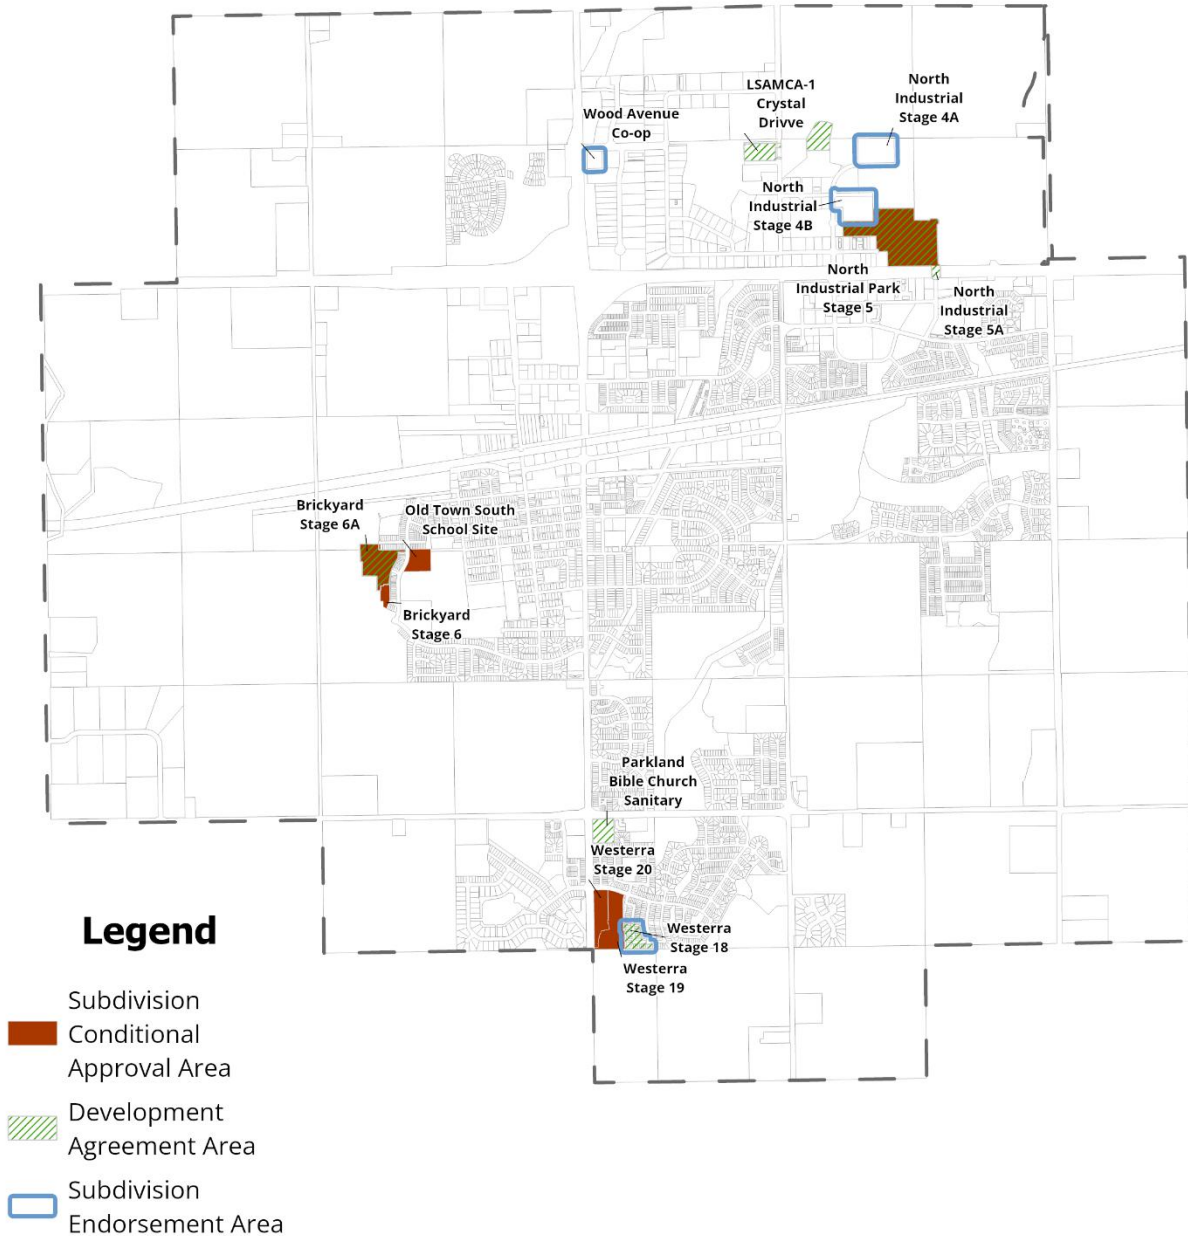 North
Industrial
Stage 4A
LSAMCA-1
Crystal
Drivve
Wood Avenue
Co-op
North
Industrial
Stage 4B
North
Industrial Park
Stage 5
North
Industrial
Stage 5A
Brickyard
Stage 6A
Old Town South
School Site
Brickyard
Stage 6
Parkland
Bible Church
Sanitary
Westerra
Stage 20
Westerra
Stage 18
Westerra
Stage 19
Legend
Subdivision
Conditional
Approval Area
Development
Agreement Area
Subdivision
Endorsement Area